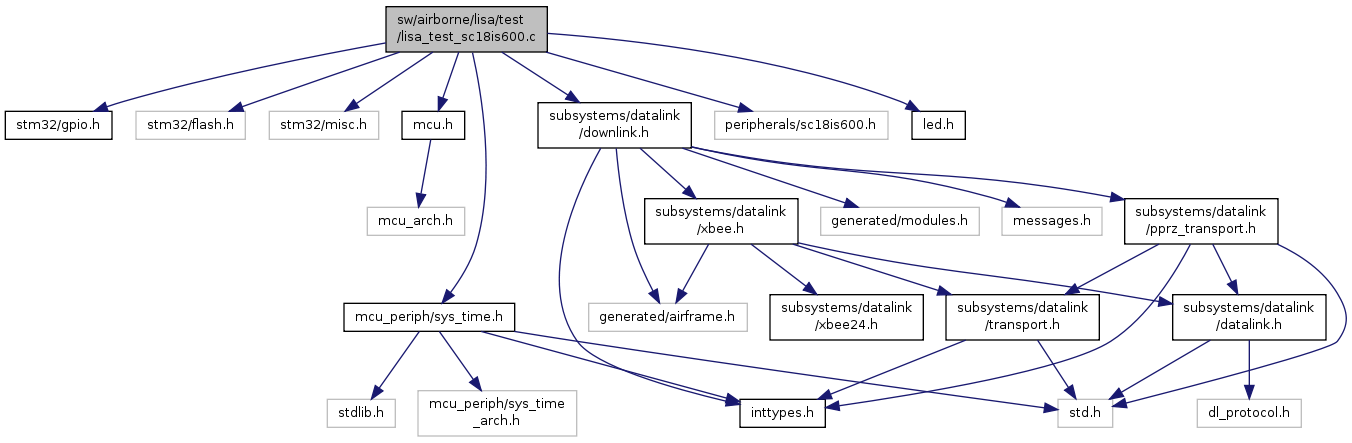 sw/airborne/lisa/test
/lisa_test_sc18is600.c
stm32/gpio.h
stm32/flash.h
stm32/misc.h
mcu.h
subsystems/datalink
/downlink.h
peripherals/sc18is600.h
led.h
mcu_arch.h
subsystems/datalink
/xbee.h
generated/modules.h
messages.h
subsystems/datalink
/pprz_transport.h
mcu_periph/sys_time.h
generated/airframe.h
subsystems/datalink
/xbee24.h
subsystems/datalink
/transport.h
subsystems/datalink
/datalink.h
stdlib.h
mcu_periph/sys_time
_arch.h
inttypes.h
std.h
dl_protocol.h